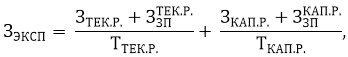 З_ЭКСП = (З_ТЕК.Р. + З_ЗП^ТЕК.Р.) / Т_ТЕК.Р. + (З_КАП.Р. + З_ЗП^КАП.Р.) / Т_КАП.Р.,